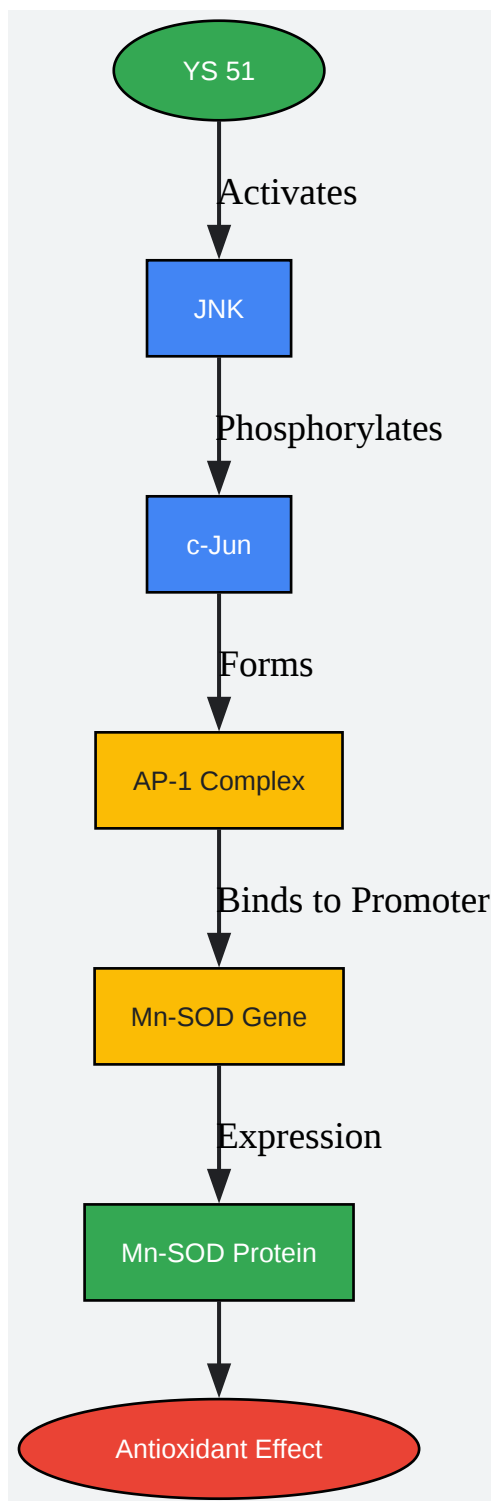 YS 51
Activates
JNK
Phosphorylates
c-Jun
Forms
AP-1 Complex
Binds to Promoter
Mn-SOD Gene
Expression
Mn-SOD Protein
Antioxidant Effect